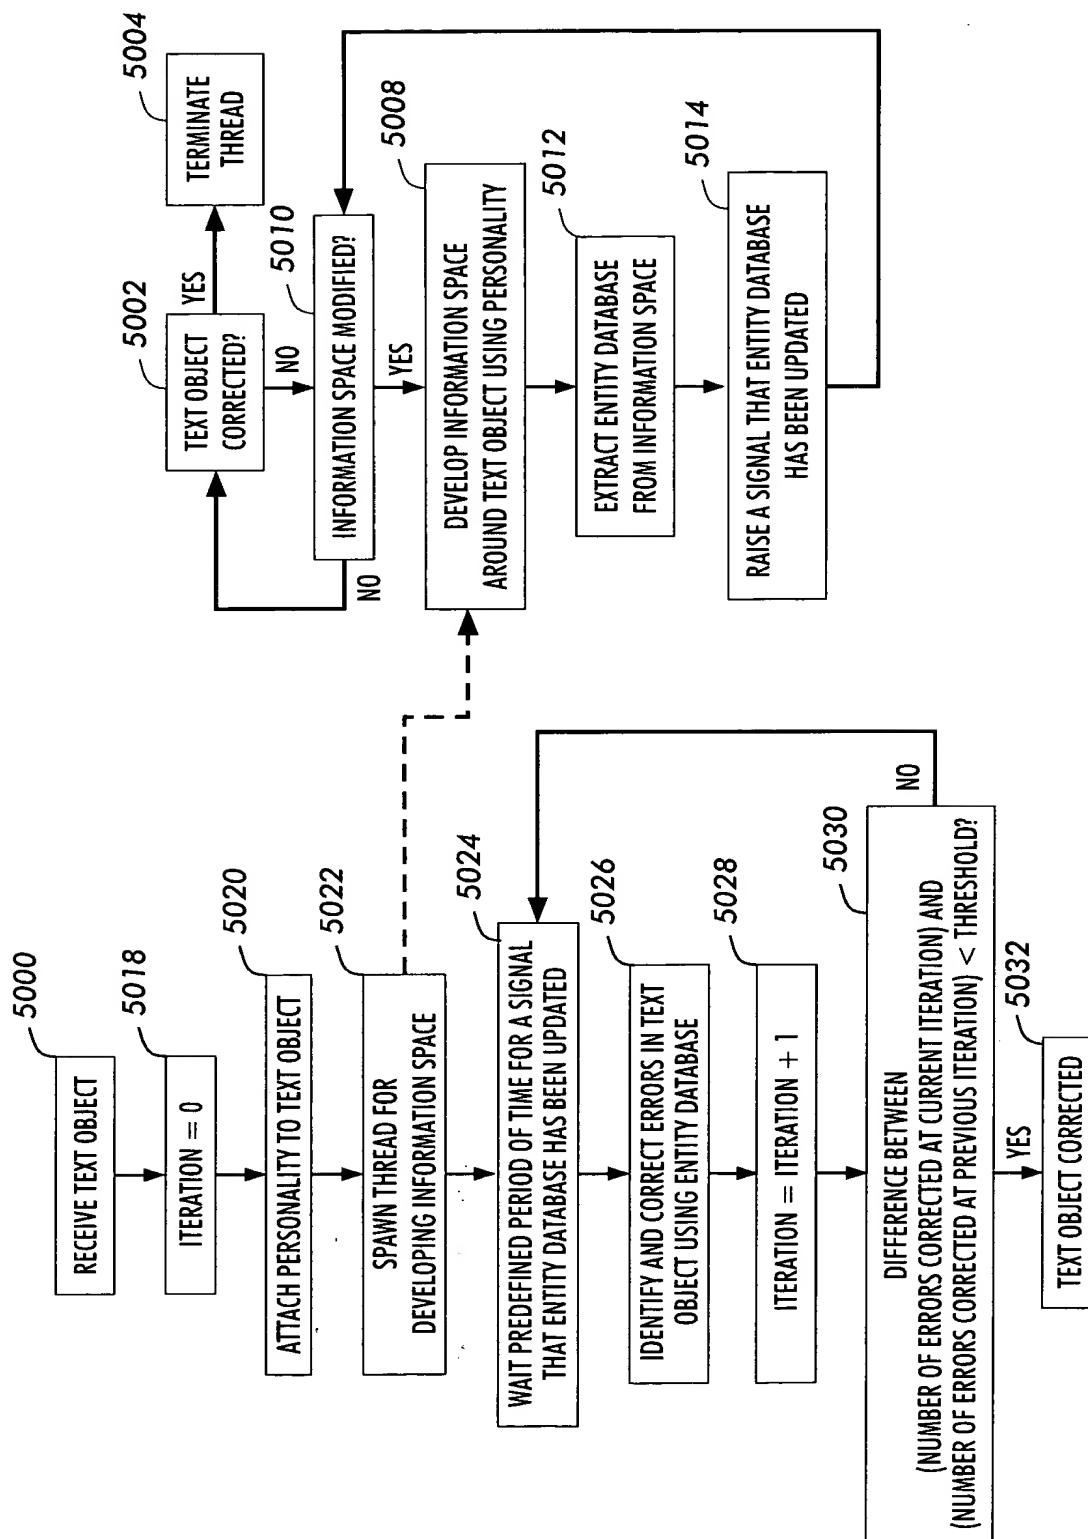 5000
RECEIVE TEXT OBJECT
5018
ITERATION = 0
5020
ATTACH PERSONALITY TO TEXT OBJECT
5022
SPAWN THREAD FOR
DEVELOPING INFORMATION SPACE
5024
WAIT PREDEFINED PERIOD OF TIME FOR A SIGNAL
THAT ENTITY DATABASE HAS BEEN UPDATED
5026
IDENTIFY AND CORRECT ERRORS IN TEXT
OBJECT USING ENTITY DATABASE
5028
ITERATION = ITERATION + 1
5030
DIFFERENCE BETWEEN
(NUMBER OF ERRORS CORRECTED AT CURRENT ITERATION) AND
(NUMBER OF ERRORS CORRECTED AT PREVIOUS ITERATION) < THRESHOLD?
NO
YES
5032
TEXT OBJECT CORRECTED
5002
TEXT OBJECT
CORRECTED?
YES
5004
TERMINATE
THREAD
NO
5010
INFORMATION SPACE MODIFIED?
NO
YES
5008
DEVELOP INFORMATION SPACE
AROUND TEXT OBJECT USING PERSONALITY
5012
EXTRACT ENTITY DATABASE
FROM INFORMATION SPACE
5014
RAISE A SIGNAL THAT ENTITY DATABASE
HAS BEEN UPDATED